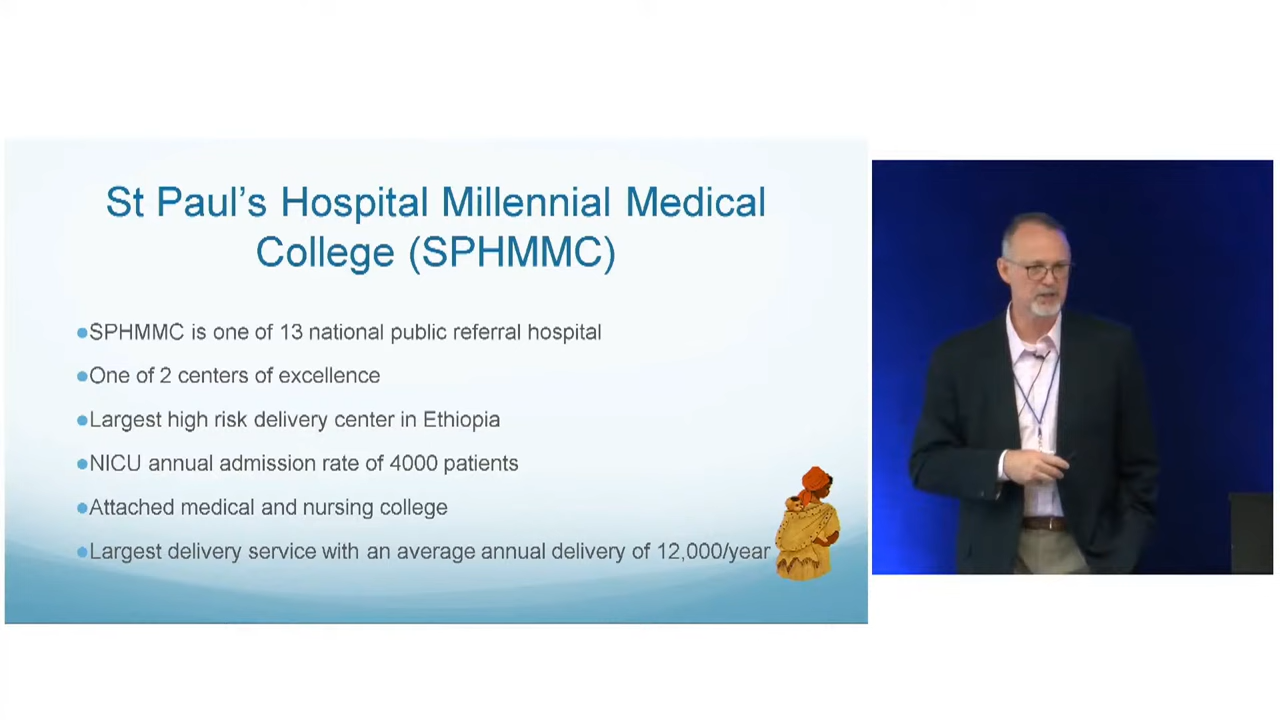 St Paul’s Hospital Millennial Medical
College (SPHMMC)
●SPHMMC is one of 13 national public referral hospital
●One of 2 centers of excellence
●Largest high risk delivery center in Ethiopia
●NICU annual admission rate of 4000 patients
●Attached medical and nursing college
●Largest delivery service with an average annual delivery of 12,000/year